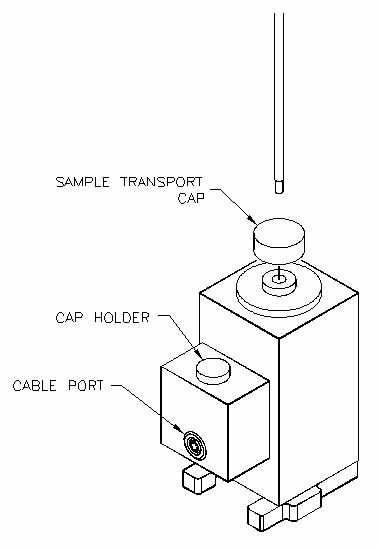 SAMPLE TRANSPORT
CAP
CAP HOLDER
CABLE PORT